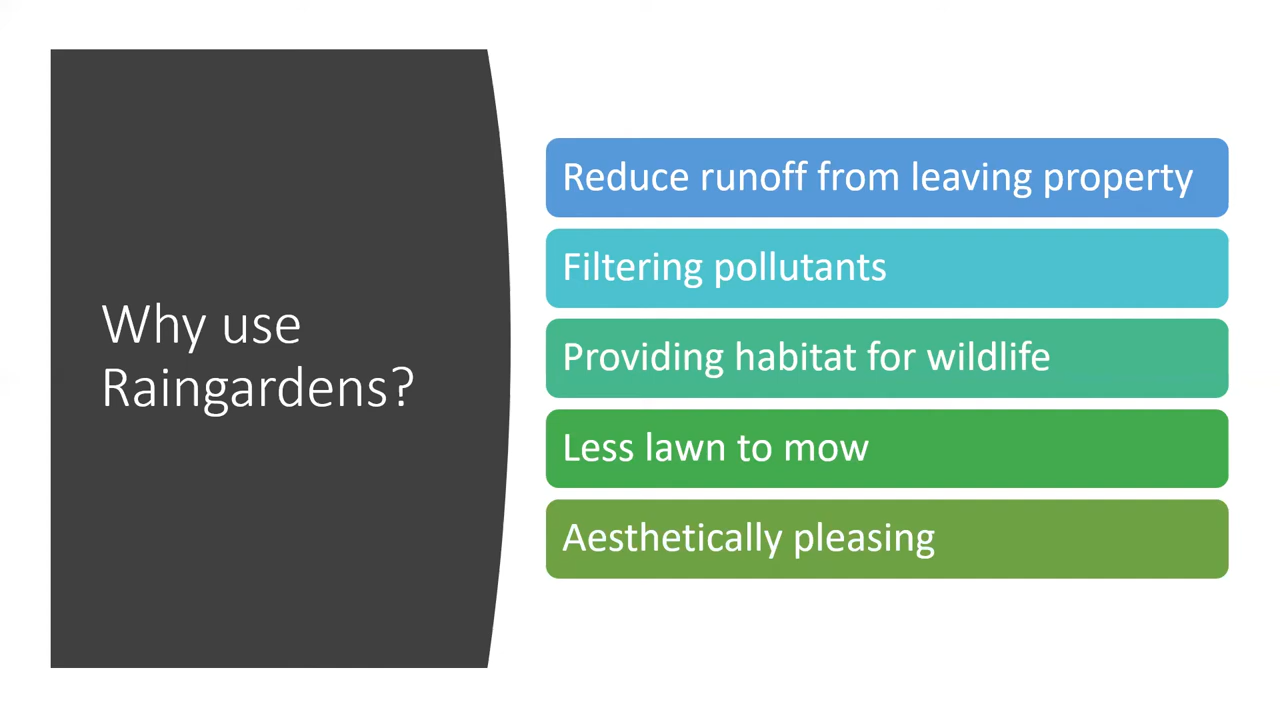 Why use
Raingardens?
Reduce runoff from leaving property
Filtering pollutants
Providing habitat for wildlife
Less lawn to mow
Aesthetically pleasing